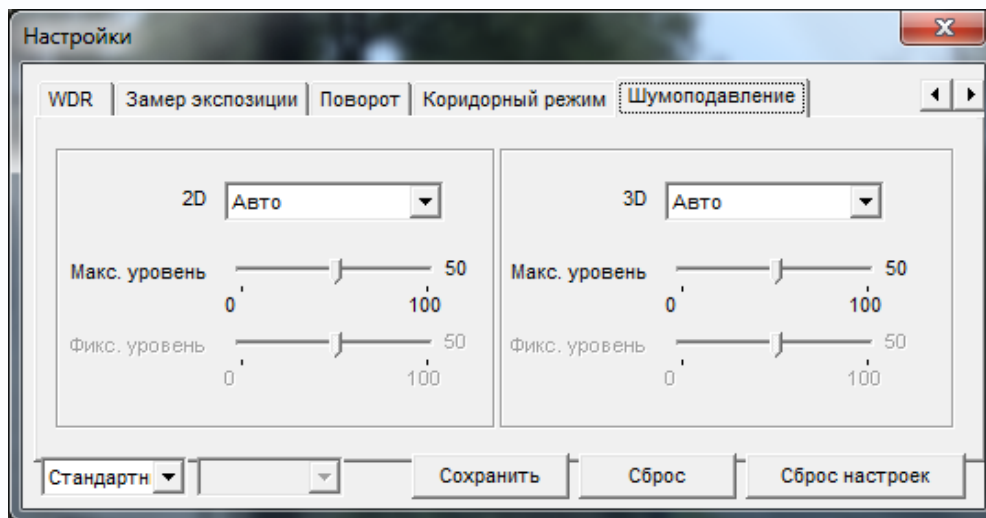 Настройки
WDR Замер экспозиции Поворот Коридорный режим Шумоподавление
2D Авто 3D Авто
Макс. уровень 50 Макс. уровень 50
0 100 0 100
Фикс. уровень 50 Фикс. уровень 50
0 100 0 100
Стандартн Сохранить Сброс Сброс настроек